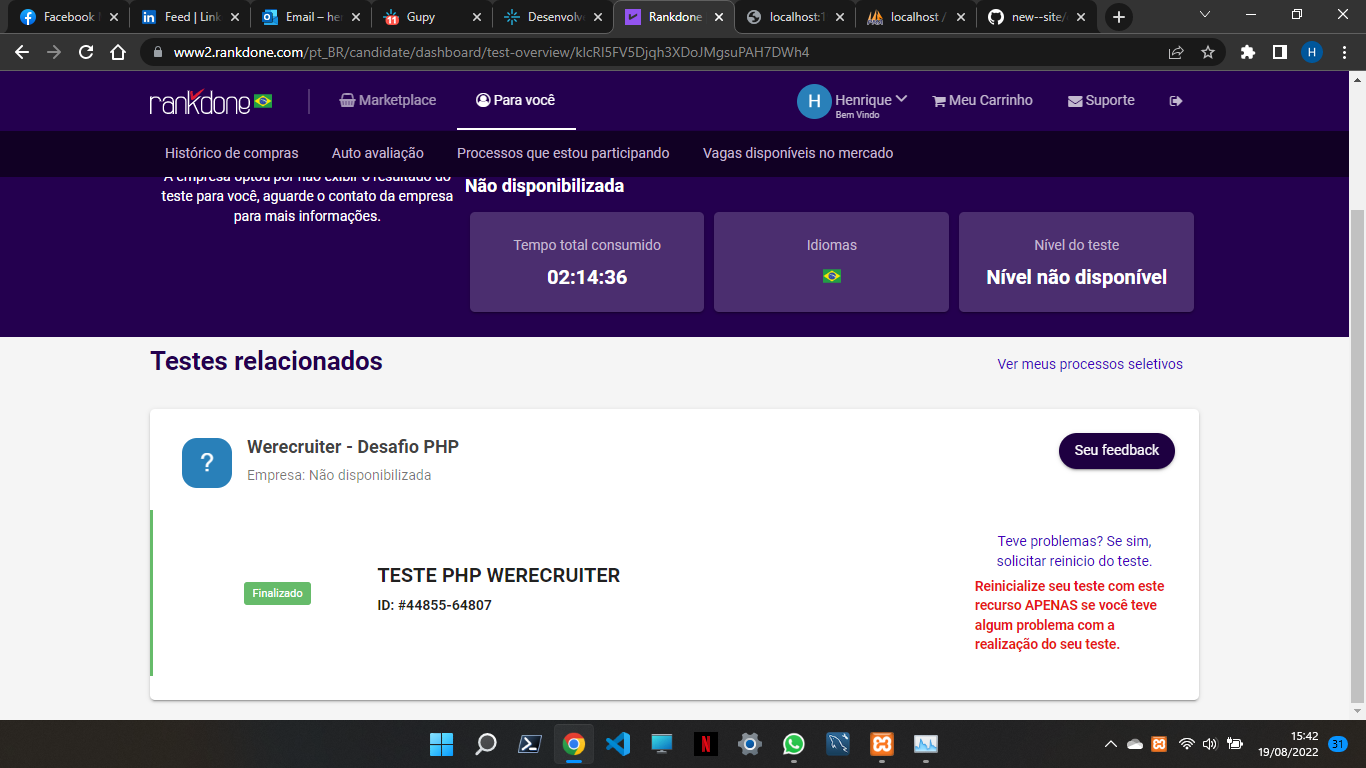 Facebook
Feed | Link
Email – he
11
Gupy
Desenvolve
Rankdone
localhost:1
localhost /
new--site/
www2.rankdone.com/pt_BR/candidate/dashboard/test-overview/klcRI5FV5Djqh3XDoJMgsuPAH7DWh4
H
rankdone
Marketplace
Para você
H
Henrique
Bem Vindo
Meu Carrinho
Suporte
Histórico de compras
Auto avaliação
Processos que estou participando
Vagas disponíveis no mercado
A empresa optou por não exibir o resultado do
teste para você, aguarde o contato da empresa
para mais informações.
Não disponibilizada
Tempo total consumido
02:14:36
Idiomas
Nível do teste
Nível não disponível
Testes relacionados
Ver meus processos seletivos
?
Werecruiter - Desafio PHP
Empresa: Não disponibilizada
Seu feedback
Finalizado
TESTE PHP WERECRUITER
ID: #44855-64807
Teve problemas? Se sim,
solicitar reinicio do teste.
Reinicialize seu teste com este
recurso APENAS se você teve
algum problema com a
realização do seu teste.
N
15:42
19/08/2022
31